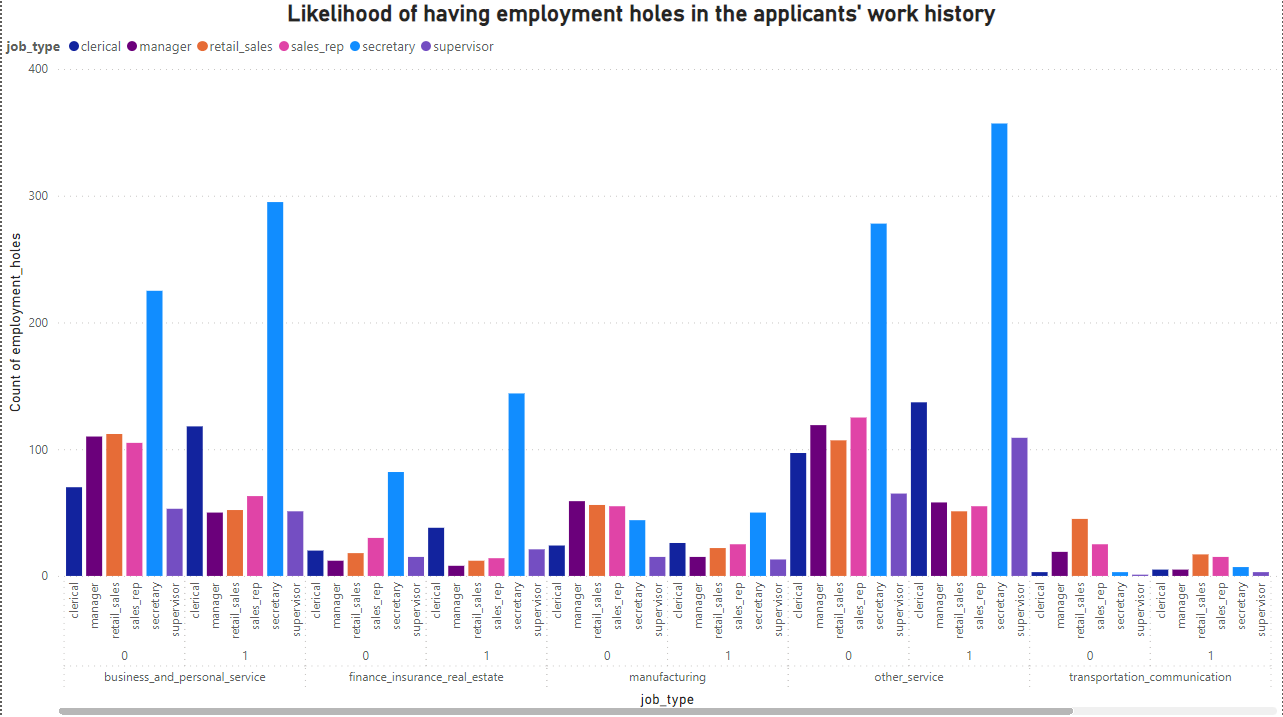 Likelihood of having employment holes in the applicants' work history
job_type clerical manager retail_sales sales_rep secretary supervisor
400
300
200
100
0
Count of employment_holes
clerical manager retail_sales sales_rep secretary supervisor clerical manager retail_sales sales_rep secretary supervisor clerical manager retail_sales sales_rep secretary supervisor clerical manager retail_sales sales_rep secretary supervisor clerical manager retail_sales sales_rep secretary supervisor clerical manager retail_sales sales_rep secretary supervisor clerical manager retail_sales sales_rep secretary supervisor clerical manager retail_sales sales_rep secretary supervisor clerical manager retail_sales sales_rep secretary supervisor clerical manager retail_sales sales_rep secretary supervisor
0 1 0 1 0 1 0 1 0 1
business_and_personal_service finance_insurance_real_estate manufacturing other_service transportation_communication
job_type